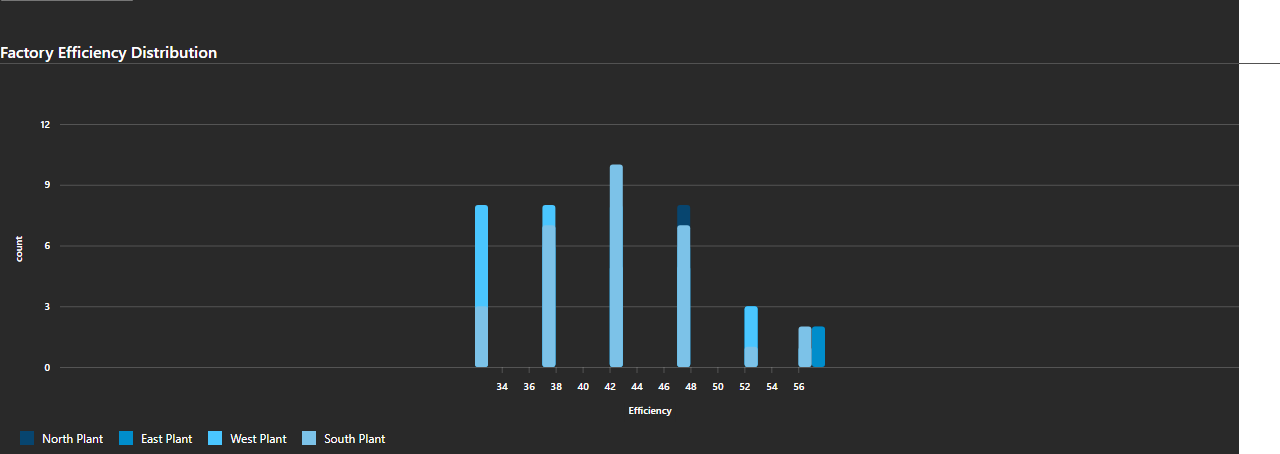 Factory Efficiency Distribution
12
9
6
3
0
count
34 36 38 40 42 44 46 48 50 52 54 56
Efficiency
North Plant East Plant West Plant South Plant